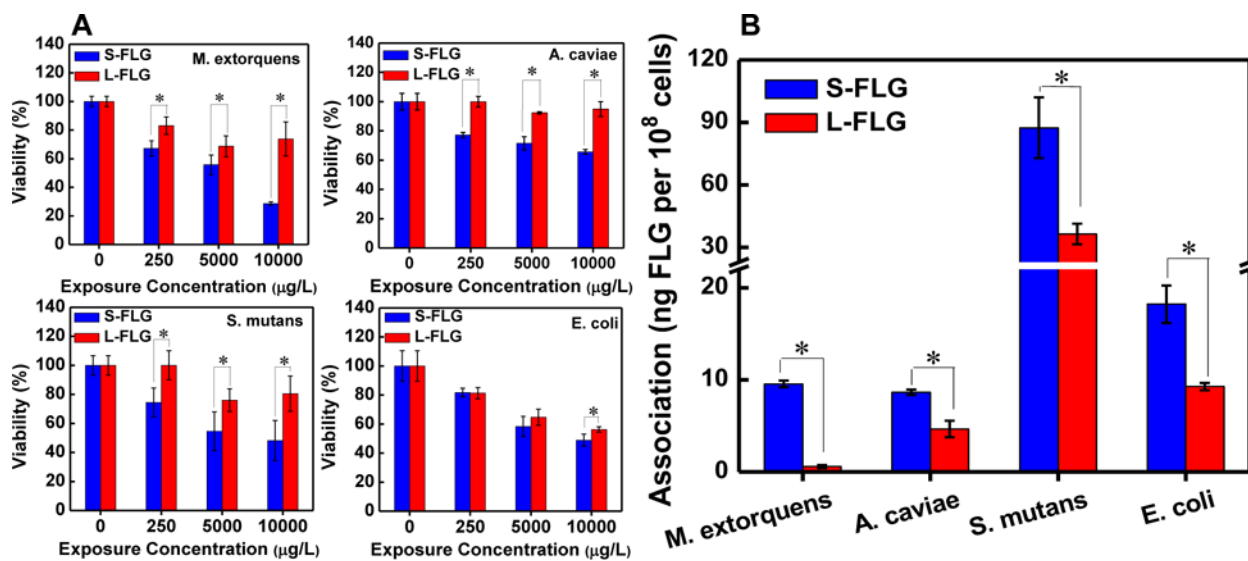 A
140
120
100
80
60
40
20
0
Viability (%)
S-FLG
L-FLG
M. extorquens
*
*
*
0 250 5000 10000
Exposure Concentration (μg/L)
140
120
100
80
60
40
20
0
Viability (%)
S-FLG
L-FLG
A. caviae
*
*
*
0 250 5000 10000
Exposure Concentration (μg/L)
140
120
100
80
60
40
20
0
Viability (%)
S-FLG
L-FLG
S. mutans
*
*
*
0 250 5000 10000
Exposure Concentration (μg/L)
140
120
100
80
60
40
20
0
Viability (%)
S-FLG
L-FLG
E. coli
*
0 250 5000 10000
Exposure Concentration (μg/L)
B
120
90
60
30
20
10
0
Association (ng FLG per 10⁸ cells)
S-FLG
L-FLG
*
*
*
*
M. extorquens
A. caviae
S. mutans
E. coli